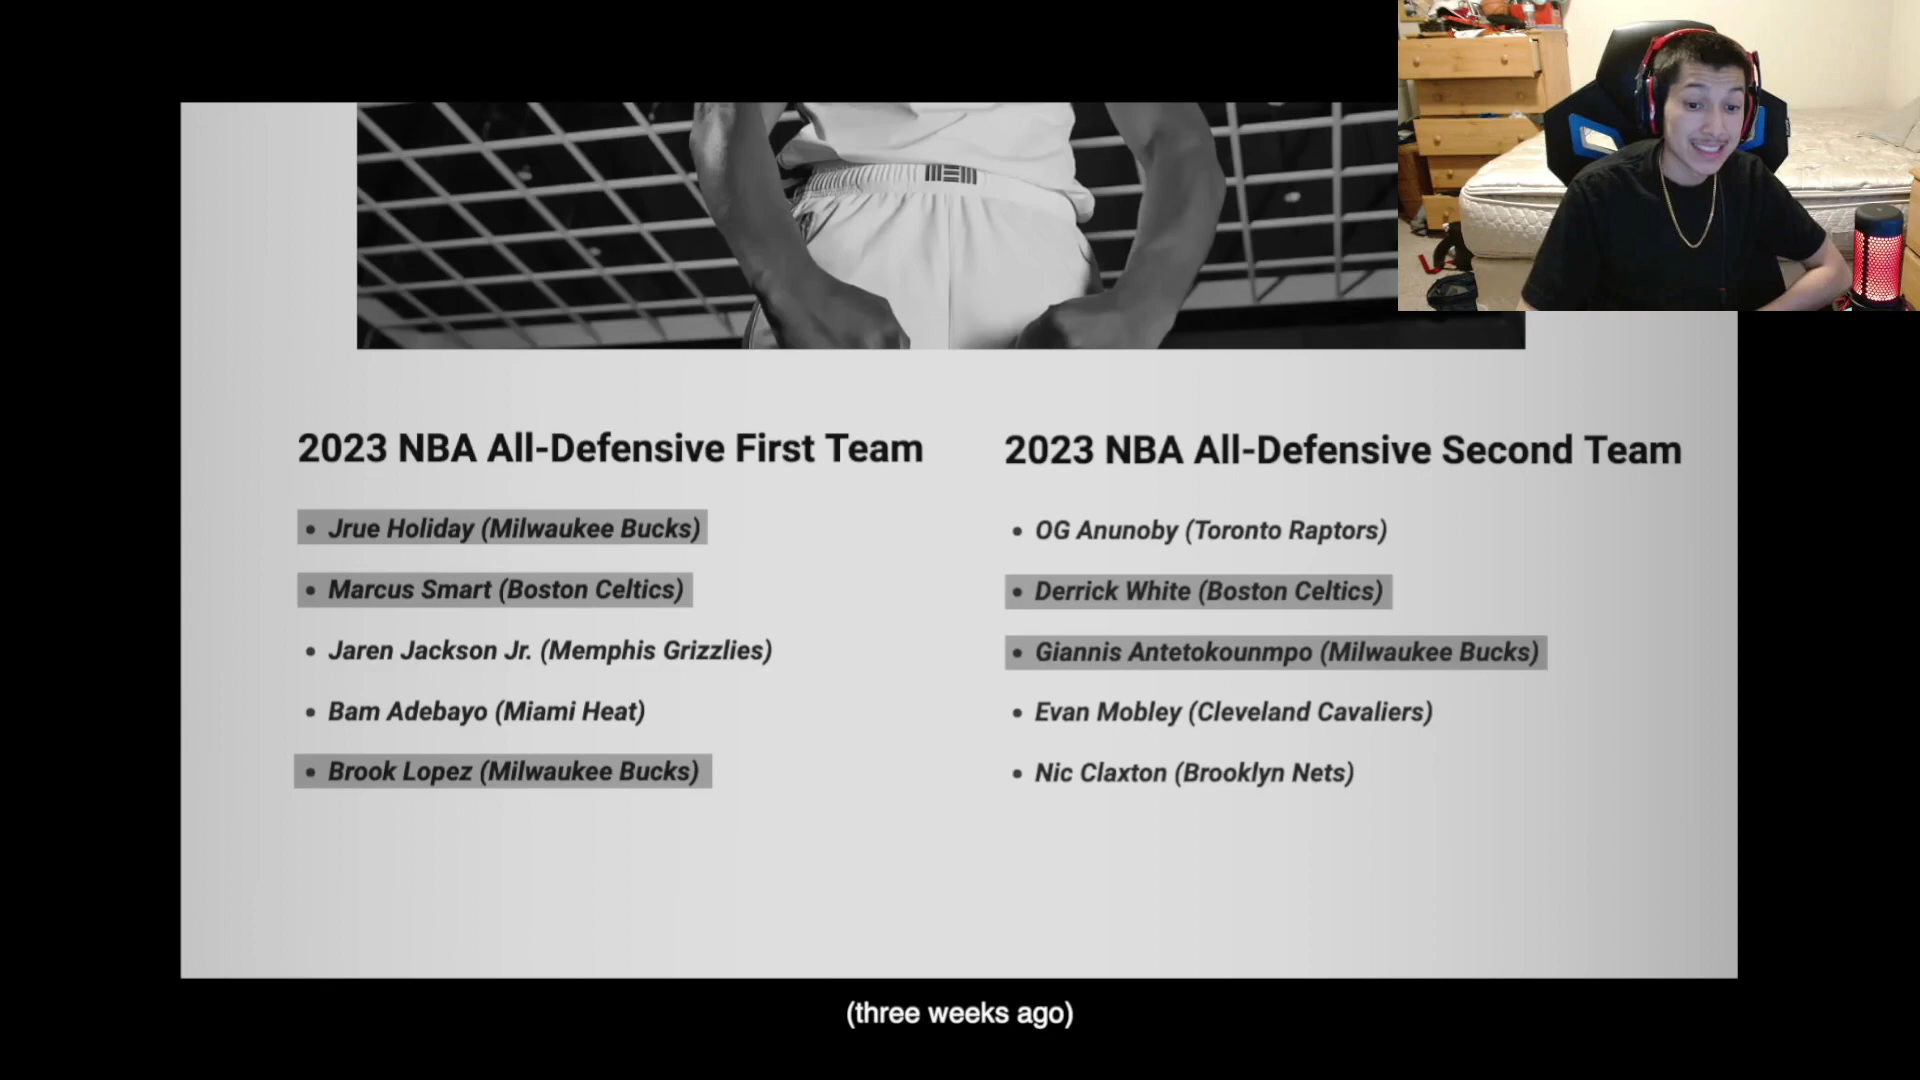 2023 NBA All-Defensive First Team
• Jrue Holiday (Milwaukee Bucks)
• Marcus Smart (Boston Celtics)
• Jaren Jackson Jr. (Memphis Grizzlies)
• Bam Adebayo (Miami Heat)
• Brook Lopez (Milwaukee Bucks)
2023 NBA All-Defensive Second Team
• OG Anunoby (Toronto Raptors)
• Derrick White (Boston Celtics)
• Giannis Antetokounmpo (Milwaukee Bucks)
• Evan Mobley (Cleveland Cavaliers)
• Nic Claxton (Brooklyn Nets)
(three weeks ago)